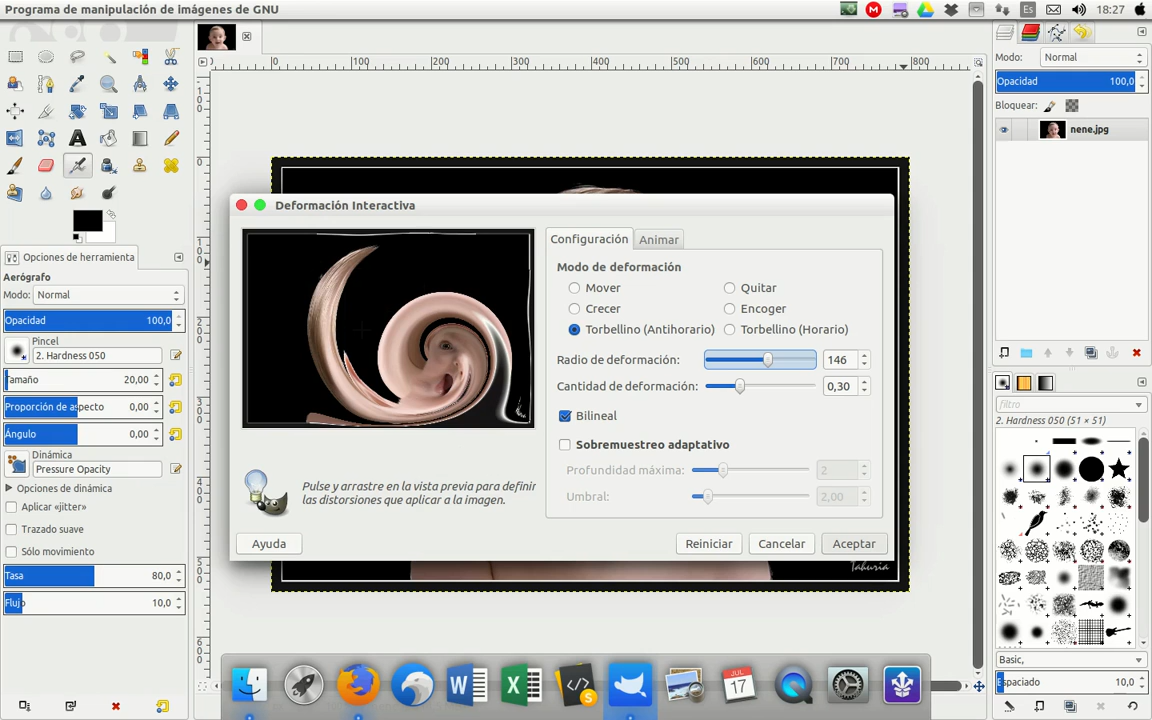 Programa de manipulación de imágenes de GNU
Es
18:27
0
100
200
300
400
500
600
700
800
Opciones de herramienta
Aerógrafo
Modo: Normal
Opacidad 100,0
Pincel
2. Hardness 050
Tamaño 20,00
Proporción de aspecto 0,00
Ángulo 0,00
Dinámica
Pressure Opacity
Opciones de dinámica
Aplicar «jitter»
Trazado suave
Sólo movimiento
Tasa 80,0
Flujo 10,0
Deformación Interactiva
Configuración Animar
Modo de deformación
Mover Quitar
Crecer Encoger
Torbellino (Antihorario) Torbellino (Horario)
Radio de deformación: 146
Cantidad de deformación: 0,30
Bilineal
Sobremuestreo adaptativo
Profundidad máxima: 2
Umbral: 2,00
Pulse y arrastre en la vista previa para definir
las distorsiones que aplicar a la imagen.
Ayuda Reiniciar Cancelar Aceptar
Tahuria
Modo: Normal
Opacidad 100,0
Bloquear:
nene.jpg
filtro
2. Hardness 050 (51 × 51)
Basic,
Espaciado 10,0
W
X
S
JUL
17